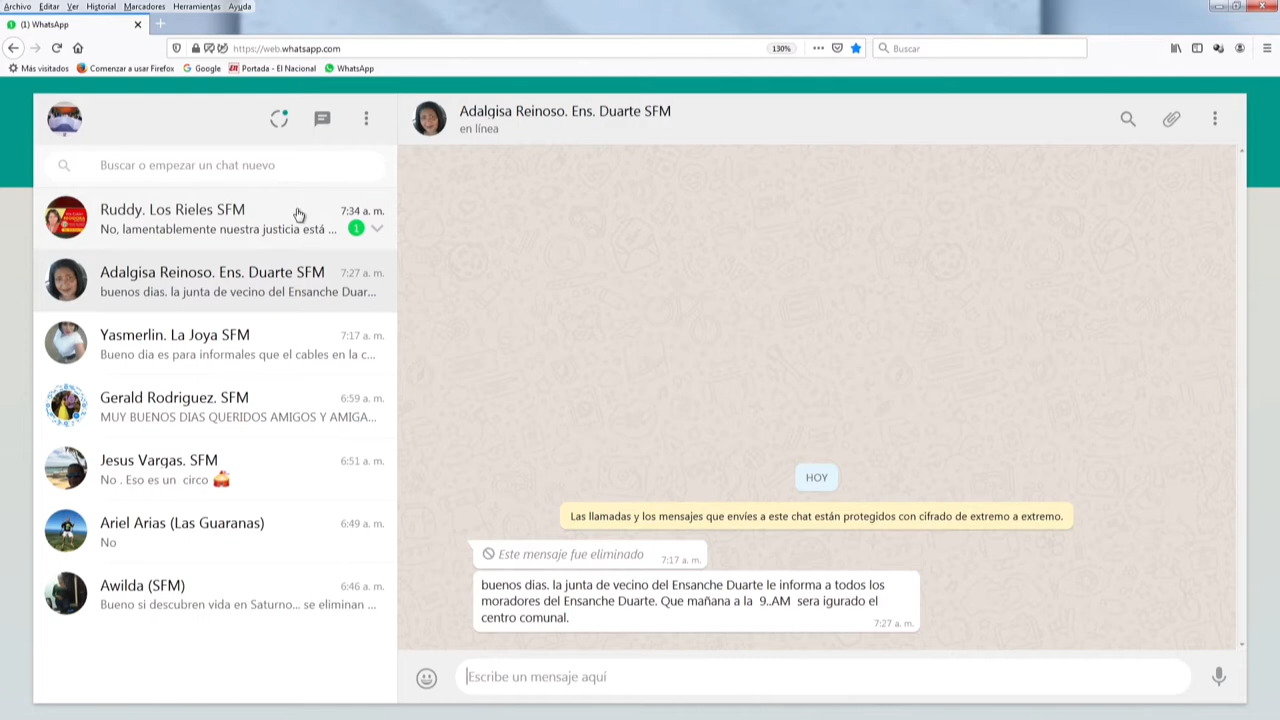 Archivo Editar Ver Historial Marcadores Herramientas Ayuda
(1) WhatsApp
https://web.whatsapp.com
130%
Buscar
Más visitados Comenzar a usar Firefox Google Portada - El Nacional WhatsApp
Adalgisa Reinoso. Ens. Duarte SFM
en línea
Buscar o empezar un chat nuevo
Ruddy. Los Rieles SFM 7:34 a. m.
No, lamentablemente nuestra justicia está ... 1
Adalgisa Reinoso. Ens. Duarte SFM 7:27 a. m.
buenos dias. la junta de vecino del Ensanche Duar...
Yasmerlin. La Joya SFM 7:17 a. m.
Bueno dia es para informales que el cables en la c...
Gerald Rodriguez. SFM 6:59 a. m.
MUY BUENOS DIAS QUERIDOS AMIGOS Y AMIGA...
Jesus Vargas. SFM 6:51 a. m.
No . Eso es un circo 🎪
Ariel Arias (Las Guaranas) 6:49 a. m.
No
Awilda (SFM) 6:46 a. m.
Bueno si descubren vida en Saturno... se eliminan ...
HOY
Las llamadas y los mensajes que envíes a este chat están protegidos con cifrado de extremo a extremo.
Este mensaje fue eliminado 7:17 a. m.
buenos dias. la junta de vecino del Ensanche Duarte le informa a todos los
moradores del Ensanche Duarte. Que mañana a la 9..AM sera igurado el
centro comunal.
7:27 a. m.
Escribe un mensaje aquí